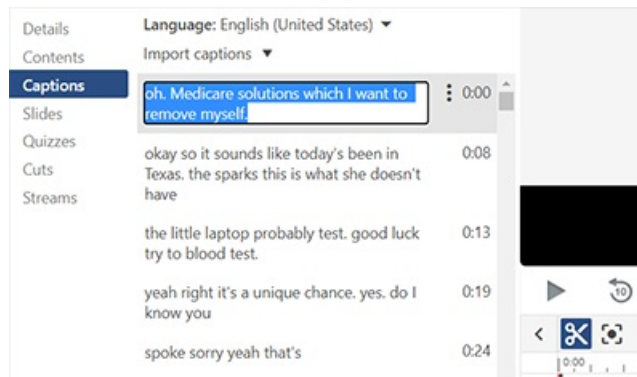 Details
Contents
Captions
Slides
Quizzes
Cuts
Streams
Language: English (United States)
Import captions
oh. Medicare solutions which I want to
remove myself.
0:00
okay so it sounds like today's been in
Texas. the sparks this is what she doesn't
have
0:08
the little laptop probably test. good luck
try to blood test.
0:13
yeah right it's a unique chance. yes. do I
know you
0:19
spoke sorry yeah that's
0:24
10
0:00